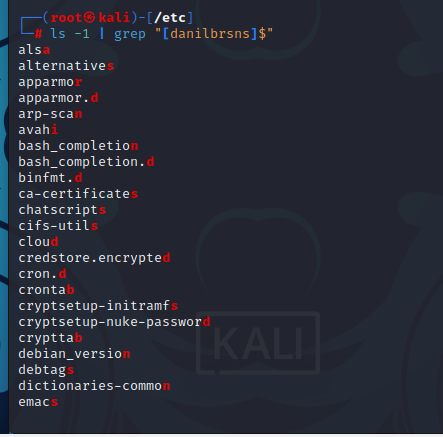 (root㉿kali)-[/etc]
# ls -1 | grep "[danilbrsns]$"
alsa
alternatives
apparmor
apparmor.d
arp-scan
avahi
bash_completion
bash_completion.d
binfmt.d
ca-certificates
chatscripts
cifs-utils
cloud
credstore.encrypted
cron.d
crontab
cryptsetup-initramfs
cryptsetup-nuke-password
crypttab
debian_version
debtags
dictionaries-common
emacs
KALI